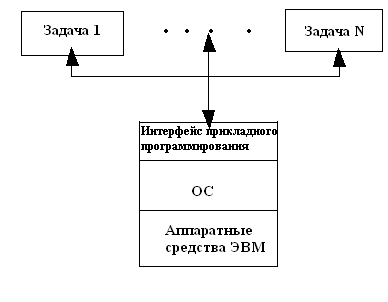 Задача 1
Задача N
Интерфейс прикладного
программирования
ОС
Аппаратные
средства ЭВМ